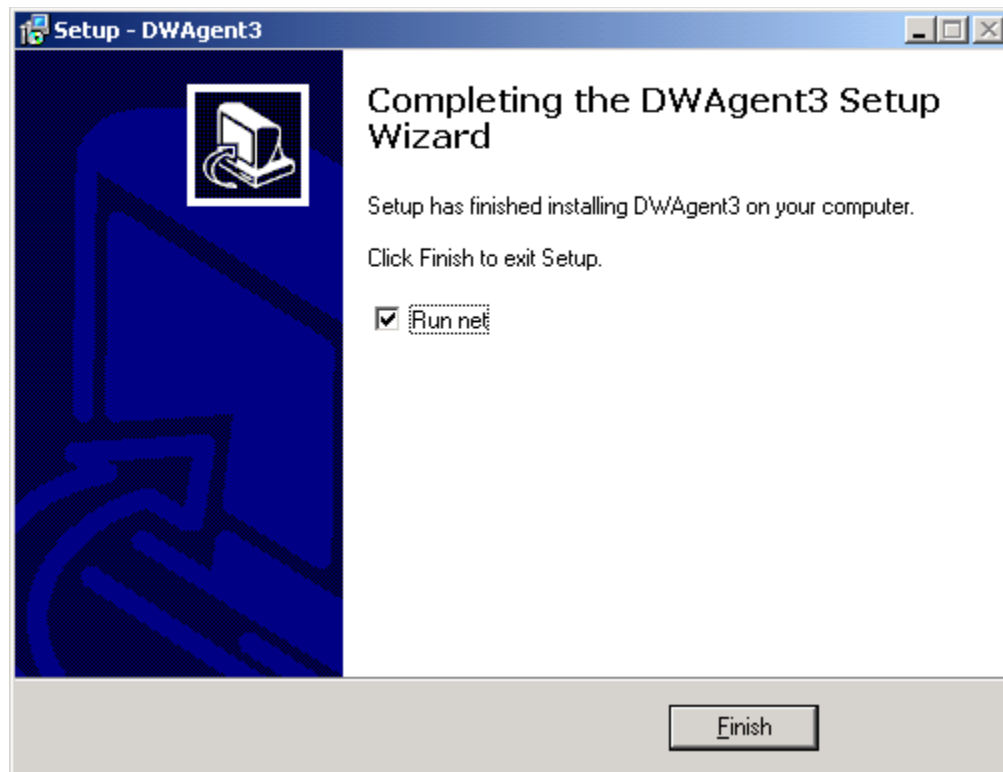 Setup - DWAgent3
Completing the DWAgent3 Setup
Wizard
Setup has finished installing DWAgent3 on your computer.
Click Finish to exit Setup.
Run net
Finish